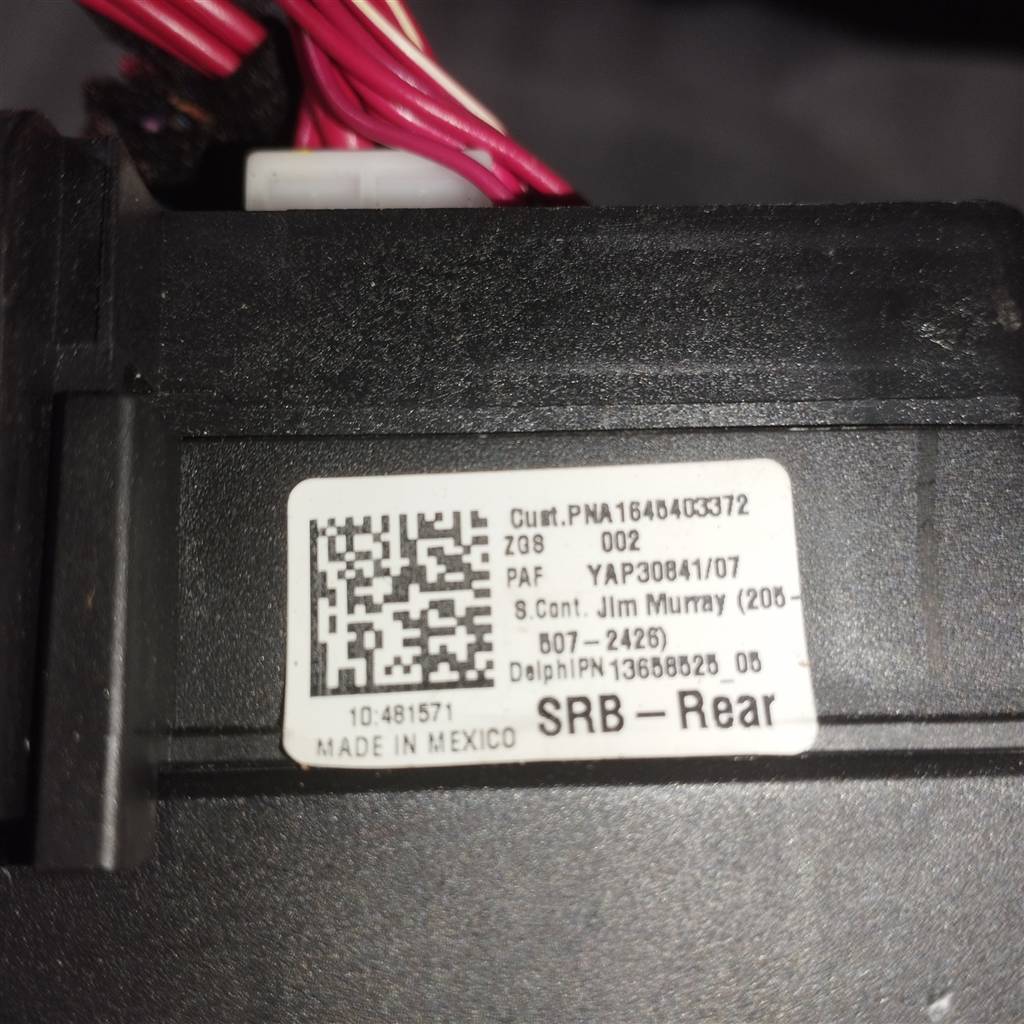 Cust.PNA1645403372
ZGS 002
PAF YAP30841/07
S.Cont. Jim Murray (205-
507-2426)
DelphiPN 13658525_05
10:481571
SRB-Rear
MADE IN MEXICO